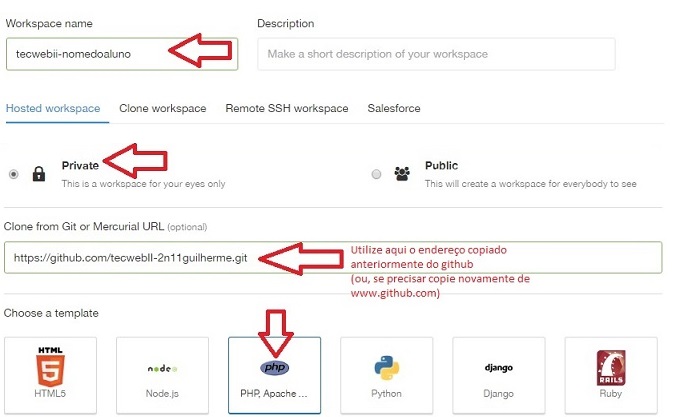 Workspace name
Description
tecwebii-nomedoaluno
Make a short description of your workspace
Hosted workspace
Clone workspace
Remote SSH workspace
Salesforce
Private
This is a workspace for your eyes only
Public
This will create a workspace for everybody to see
Clone from Git or Mercurial URL (optional)
https://github.com/tecwebII-2n11guilherme.git
Utilize aqui o endereço copiado
anteriormente do github
(ou, se precisar copie novamente de
www.github.com)
Choose a template
HTML
5
HTML5
node
Node.js
php
PHP, Apache ...
Python
django
Django
RAILS
Ruby